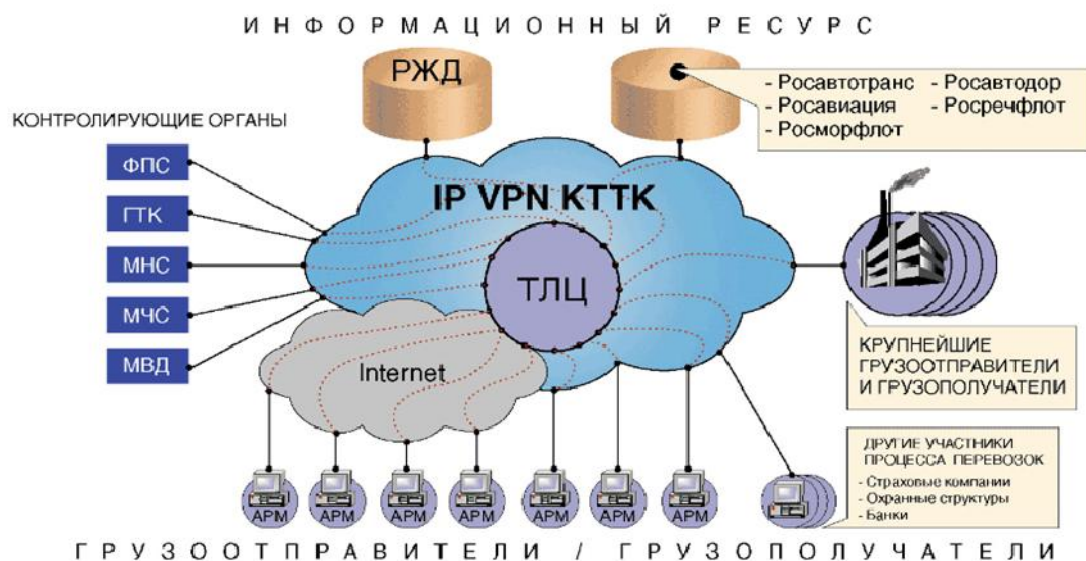 ИНФОРМАЦИОННЫЙ РЕСУРС
РЖД
- Росавтотранс - Росавтодор
- Росавиация - Росречфлот
- Росморфлот
КОНТРОЛИРУЮЩИЕ ОРГАНЫ
ФПС
ГТК
МНС
МЧС
МВД
IP VPN КТТК
ТЛЦ
Internet
КРУПНЕЙШИЕ
ГРУЗООТПРАВИТЕЛИ
И ГРУЗОПОЛУЧАТЕЛИ
ДРУГИЕ УЧАСТНИКИ
ПРОЦЕССА ПЕРЕВОЗОК
- Страховые компании
- Охранные структуры
- Банки
АРМ
АРМ
АРМ
АРМ
АРМ
АРМ
АРМ
ГРУЗООТПРАВИТЕЛИ / ГРУЗОПОЛУЧАТЕЛИ